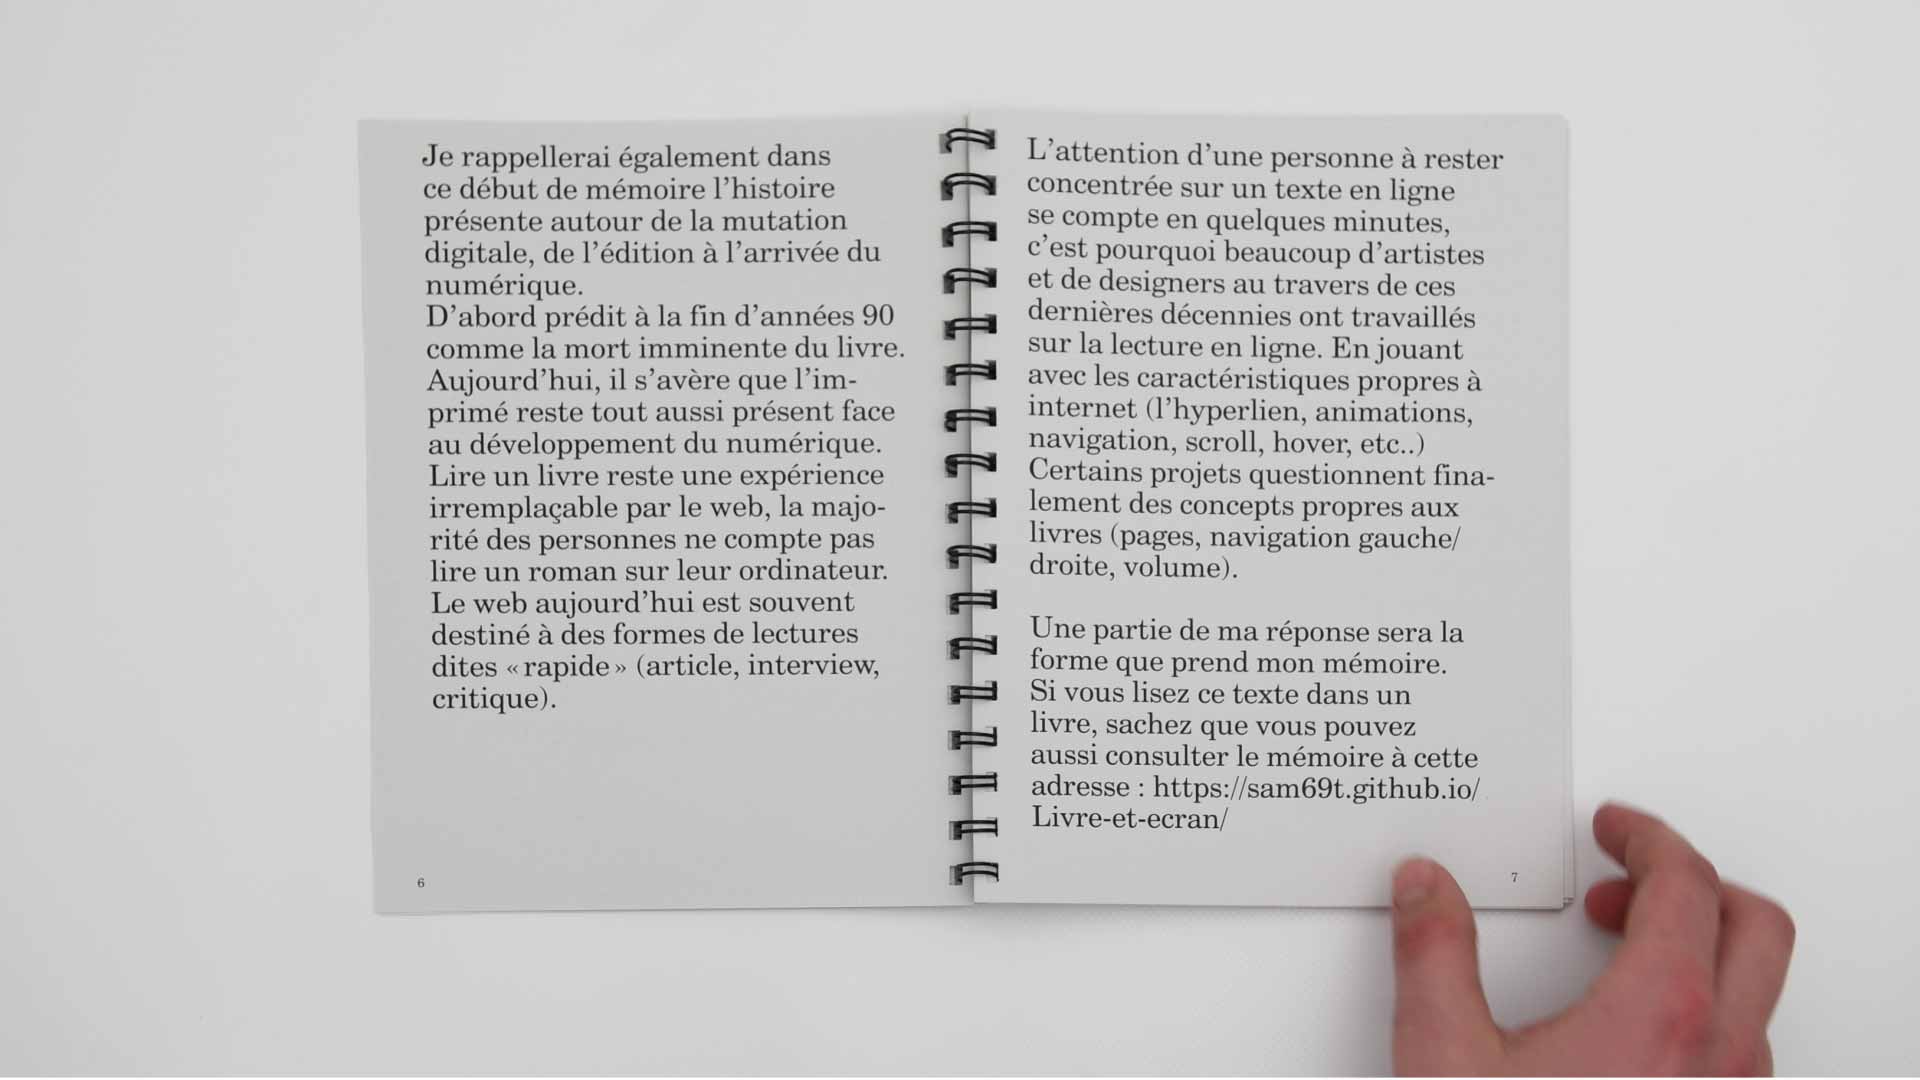 Je rappellerai également dans
ce début de mémoire l’histoire
présente autour de la mutation
digitale, de l’édition à l’arrivée du
numérique.
D’abord prédit à la fin d’années 90
comme la mort imminente du livre.
Aujourd’hui, il s’avère que l’im-
primé reste tout aussi présent face
au développement du numérique.
Lire un livre reste une expérience
irremplaçable par le web, la majo-
rité des personnes ne compte pas
lire un roman sur leur ordinateur.
Le web aujourd’hui est souvent
destiné à des formes de lectures
dites « rapide » (article, interview,
critique).
6
L’attention d’une personne à rester
concentrée sur un texte en ligne
se compte en quelques minutes,
c’est pourquoi beaucoup d’artistes
et de designers au travers de ces
dernières décennies ont travaillés
sur la lecture en ligne. En jouant
avec les caractéristiques propres à
internet (l’hyperlien, animations,
navigation, scroll, hover, etc..)
Certains projets questionnent fina-
lement des concepts propres aux
livres (pages, navigation gauche/
droite, volume).
Une partie de ma réponse sera la
forme que prend mon mémoire.
Si vous lisez ce texte dans un
livre, sachez que vous pouvez
aussi consulter le mémoire à cette
adresse : https://sam69t.github.io/
Livre-et-ecran/
7